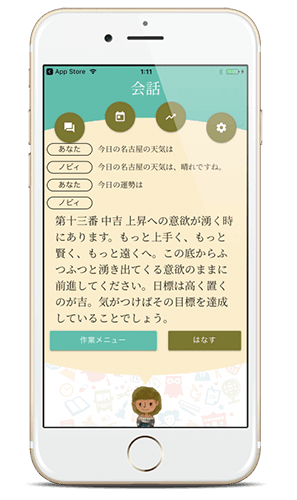 App Store 1:11
会話
あなた 今日の名古屋の天気は
ノビィ 今日の名古屋の天気は、晴れですね。
あなた 今日の運勢は
ノビィ
第十三番 中吉 上昇への意欲が湧く時
にあります。もっと上手く、もっと
賢く、もっと遠くへ。この底からふ
つふつと湧き出てくる意欲のままに
前進してください。目標は高く置く
のが吉。気がつけばその目標を達成
していることでしょう。
作業メニュー はなす